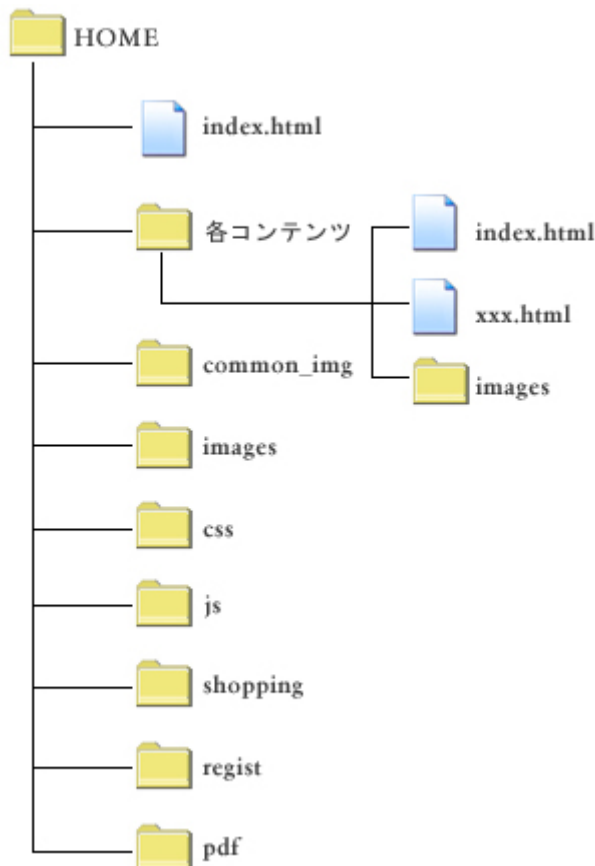 HOME
index.html
各コンテンツ
index.html
xxx.html
images
common_img
images
css
js
shopping
regist
pdf